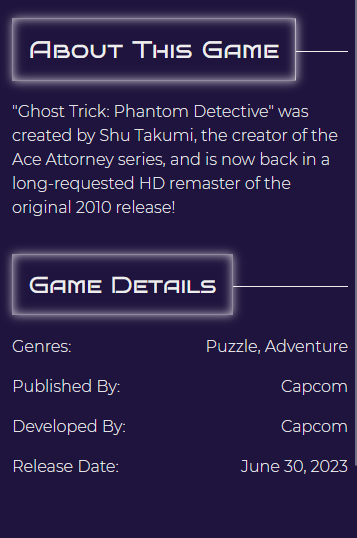 About This Game
"Ghost Trick: Phantom Detective" was
created by Shu Takumi, the creator of the
Ace Attorney series, and is now back in a
long-requested HD remaster of the
original 2010 release!
Game Details
Genres: Puzzle, Adventure
Published By: Capcom
Developed By: Capcom
Release Date: June 30, 2023